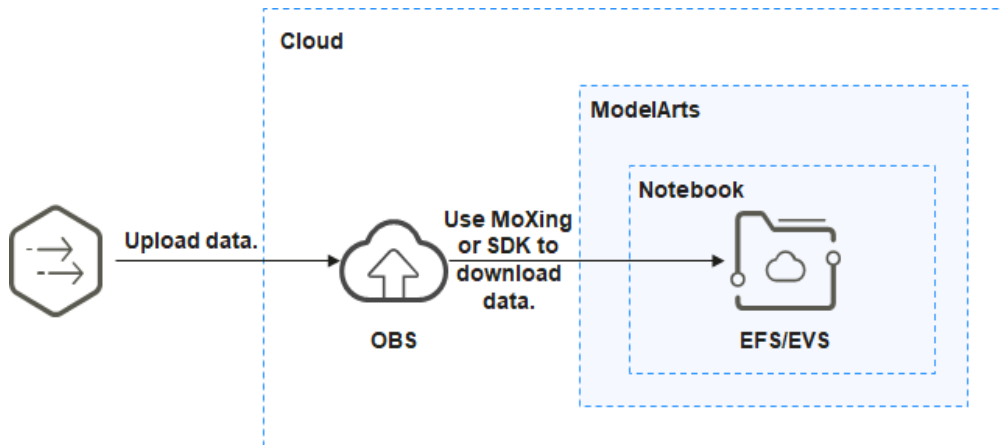 Cloud
ModelArts
Notebook
Upload data.
Use MoXing
or SDK to
download
data.
OBS
EFS/EVS